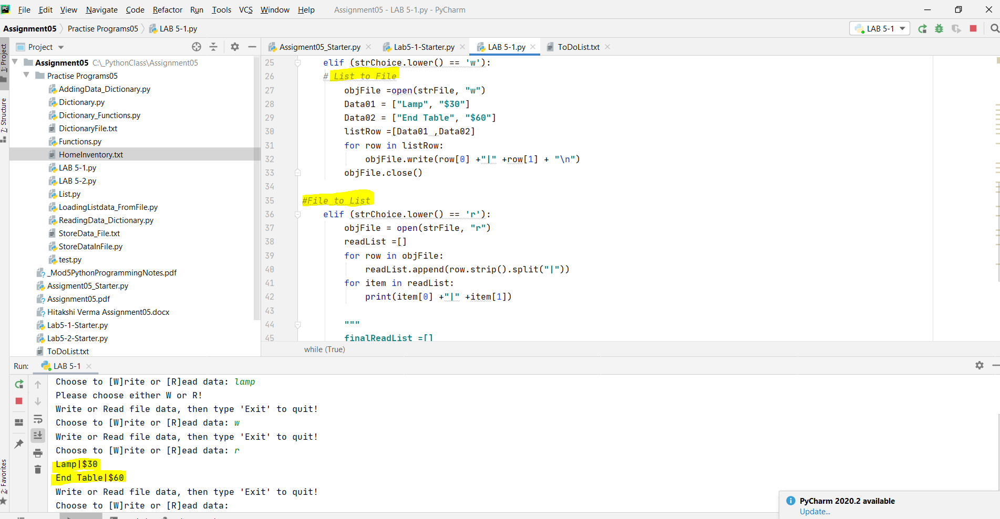 File Edit View Navigate Code Refactor Run Tools VCS Window Help Assignment05 - LAB 5-1.py - PyCharm
Assignment05 Practise Programs05 LAB 5-1.py LAB 5-1
1: Project
7: Structure
2: Favorites
Project
Assignment05 C:\_PythonClass\Assignment05
Practise Programs05
AddingData_Dictionary.py
Dictionary.py
Dictionary_Functions.py
DictionaryFile.txt
Functions.py
HomeInventory.txt
LAB 5-1.py
LAB 5-2.py
List.py
LoadingListdata_FromFile.py
ReadingData_Dictionary.py
StoreData_File.txt
StoreDataInFile.py
test.py
_Mod5PythonProgrammingNotes.pdf
Assigment05_Starter.py
Assignment05.pdf
Hitakshi Verma Assignment05.docx
Lab5-1-Starter.py
Lab5-2-Starter.py
ToDoList.txt
Assigment05_Starter.py Lab5-1-Starter.py LAB 5-1.py ToDoList.txt
25 elif (strChoice.lower() == 'w'):
26 # List to File
27 objFile =open(strFile, "w")
28 Data01 = ["Lamp", "$30"]
29 Data02 = ["End Table", "$60"]
30 listRow =[Data01 ,Data02]
31 for row in listRow:
32 objFile.write(row[0] +"|" +row[1] + "\n")
33 objFile.close()
34
35 #File to List
36 elif (strChoice.lower() == 'r'):
37 objFile = open(strFile, "r")
38 readList =[]
39 for row in objFile:
40 readList.append(row.strip().split("|"))
41 for item in readList:
42 print(item[0] +"|" +item[1])
43
44 """
45 finalReadList =[]
while (True)
Run: LAB 5-1
Choose to [W]rite or [R]ead data: lamp
Please choose either W or R!
Write or Read file data, then type 'Exit' to quit!
Choose to [W]rite or [R]ead data: w
Write or Read file data, then type 'Exit' to quit!
Choose to [W]rite or [R]ead data: r
Lamp|$30
End Table|$60
Write or Read file data, then type 'Exit' to quit!
Choose to [W]rite or [R]ead data:
PyCharm 2020.2 available
Update...